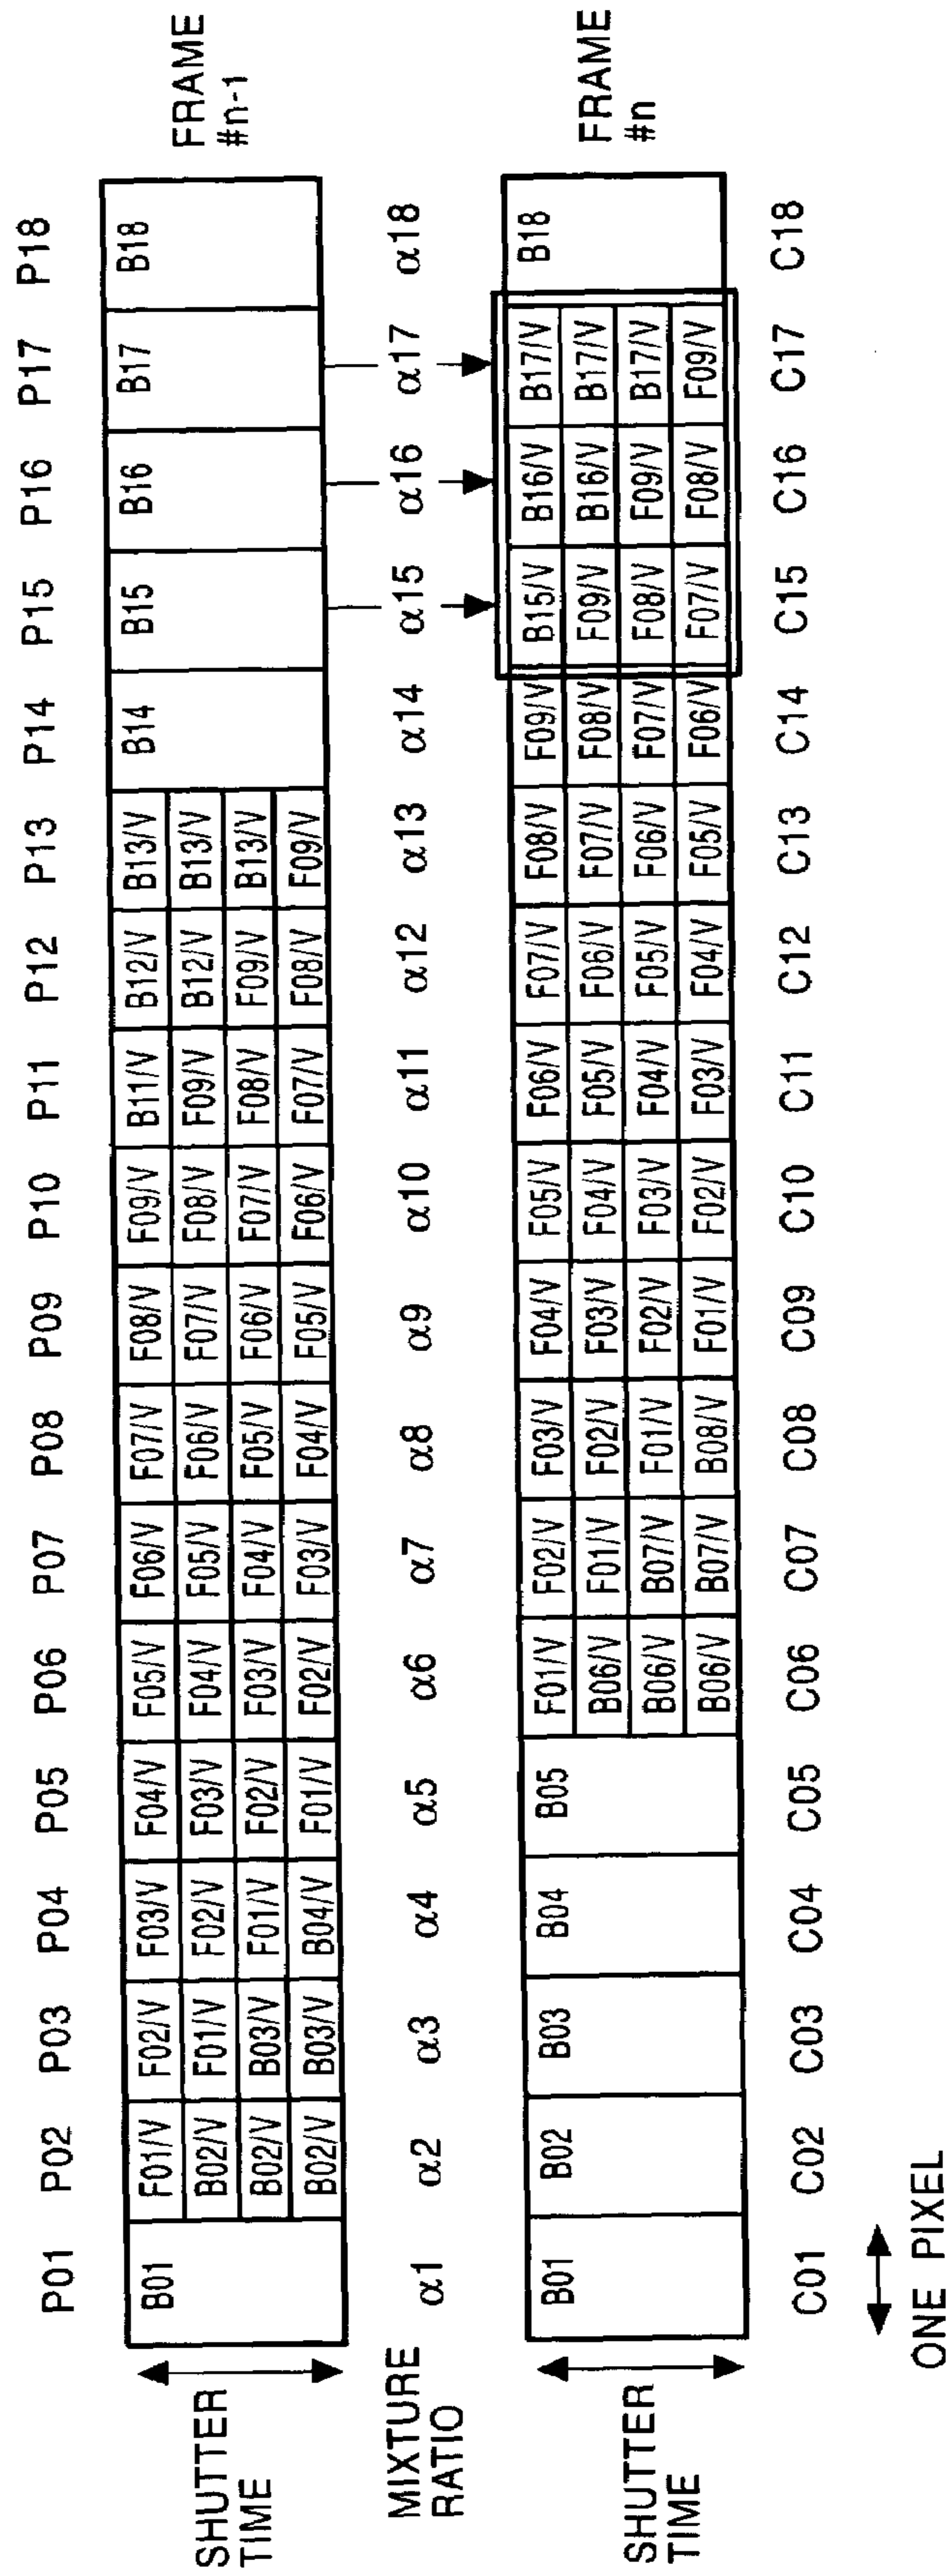 P01 P02 P03 P04 P05 P06 P07 P08 P09 P10 P11 P12 P13 P14 P15 P16 P17 P18
B01 F01/V F02/V F03/V F04/V F05/V F06/V F07/V F08/V F09/V B11/V B12/V B13/V B14 B15 B16 B17 B18
B02/V F01/V F02/V F03/V F04/V F05/V F06/V F07/V F08/V F09/V B12/V B13/V
B02/V B03/V F01/V F02/V F03/V F04/V F05/V F06/V F07/V F08/V F09/V B13/V
B02/V B03/V B04/V F01/V F02/V F03/V F04/V F05/V F06/V F07/V F08/V F09/V
SHUTTER
TIME
FRAME
#n-1
MIXTURE
RATIO
α1 α2 α3 α4 α5 α6 α7 α8 α9 α10 α11 α12 α13 α14 α15 α16 α17 α18
B01 B02 B03 B04 B05 F01/V F02/V F03/V F04/V F05/V F06/V F07/V F08/V F09/V B15/V B16/V B17/V B18
B06/V F01/V F02/V F03/V F04/V F05/V F06/V F07/V F08/V F09/V B16/V B17/V
B06/V B07/V F01/V F02/V F03/V F04/V F05/V F06/V F07/V F08/V F09/V B17/V
B06/V B07/V B08/V F01/V F02/V F03/V F04/V F05/V F06/V F07/V F08/V F09/V
SHUTTER
TIME
FRAME
#n
C01 C02 C03 C04 C05 C06 C07 C08 C09 C10 C11 C12 C13 C14 C15 C16 C17 C18
ONE PIXEL